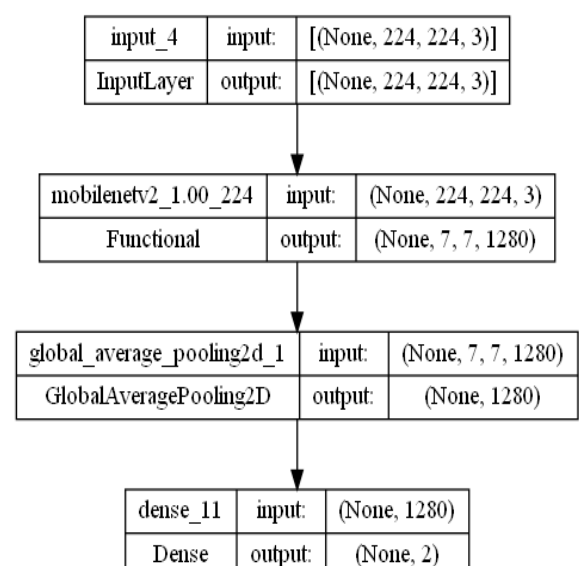 input_4 input: [(None, 224, 224, 3)]
InputLayer output: [(None, 224, 224, 3)]
mobilenetv2_1.00_224 input: (None, 224, 224, 3)
Functional output: (None, 7, 7, 1280)
global_average_pooling2d_1 input: (None, 7, 7, 1280)
GlobalAveragePooling2D output: (None, 1280)
dense_11 input: (None, 1280)
Dense output: (None, 2)